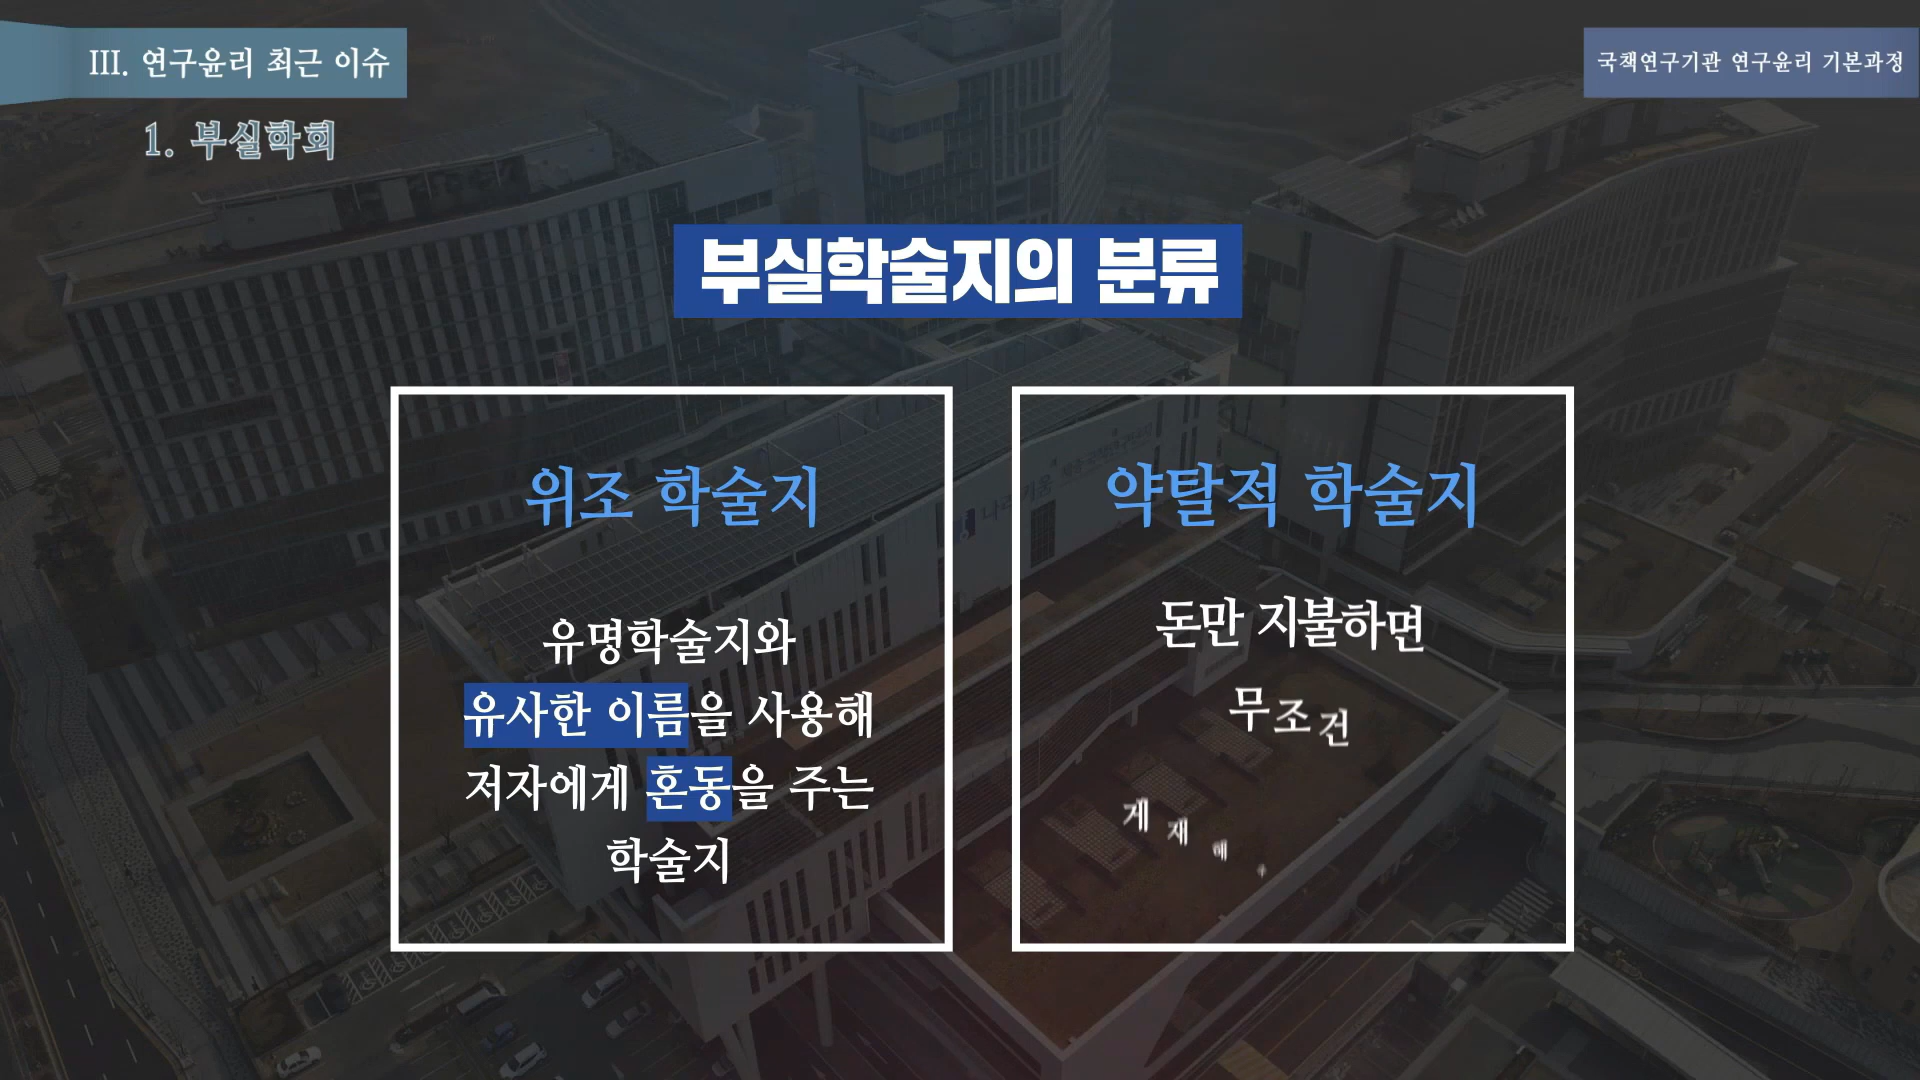 III. 연구윤리 최근 이슈
국책연구기관 연구윤리 기본과정
1. 부실학회
부실학술지의 분류
위조 학술지
유명학술지와
유사한 이름을 사용해
저자에게 혼동을 주는
학술지
약탈적 학술지
돈만 지불하면
무조건
게재해